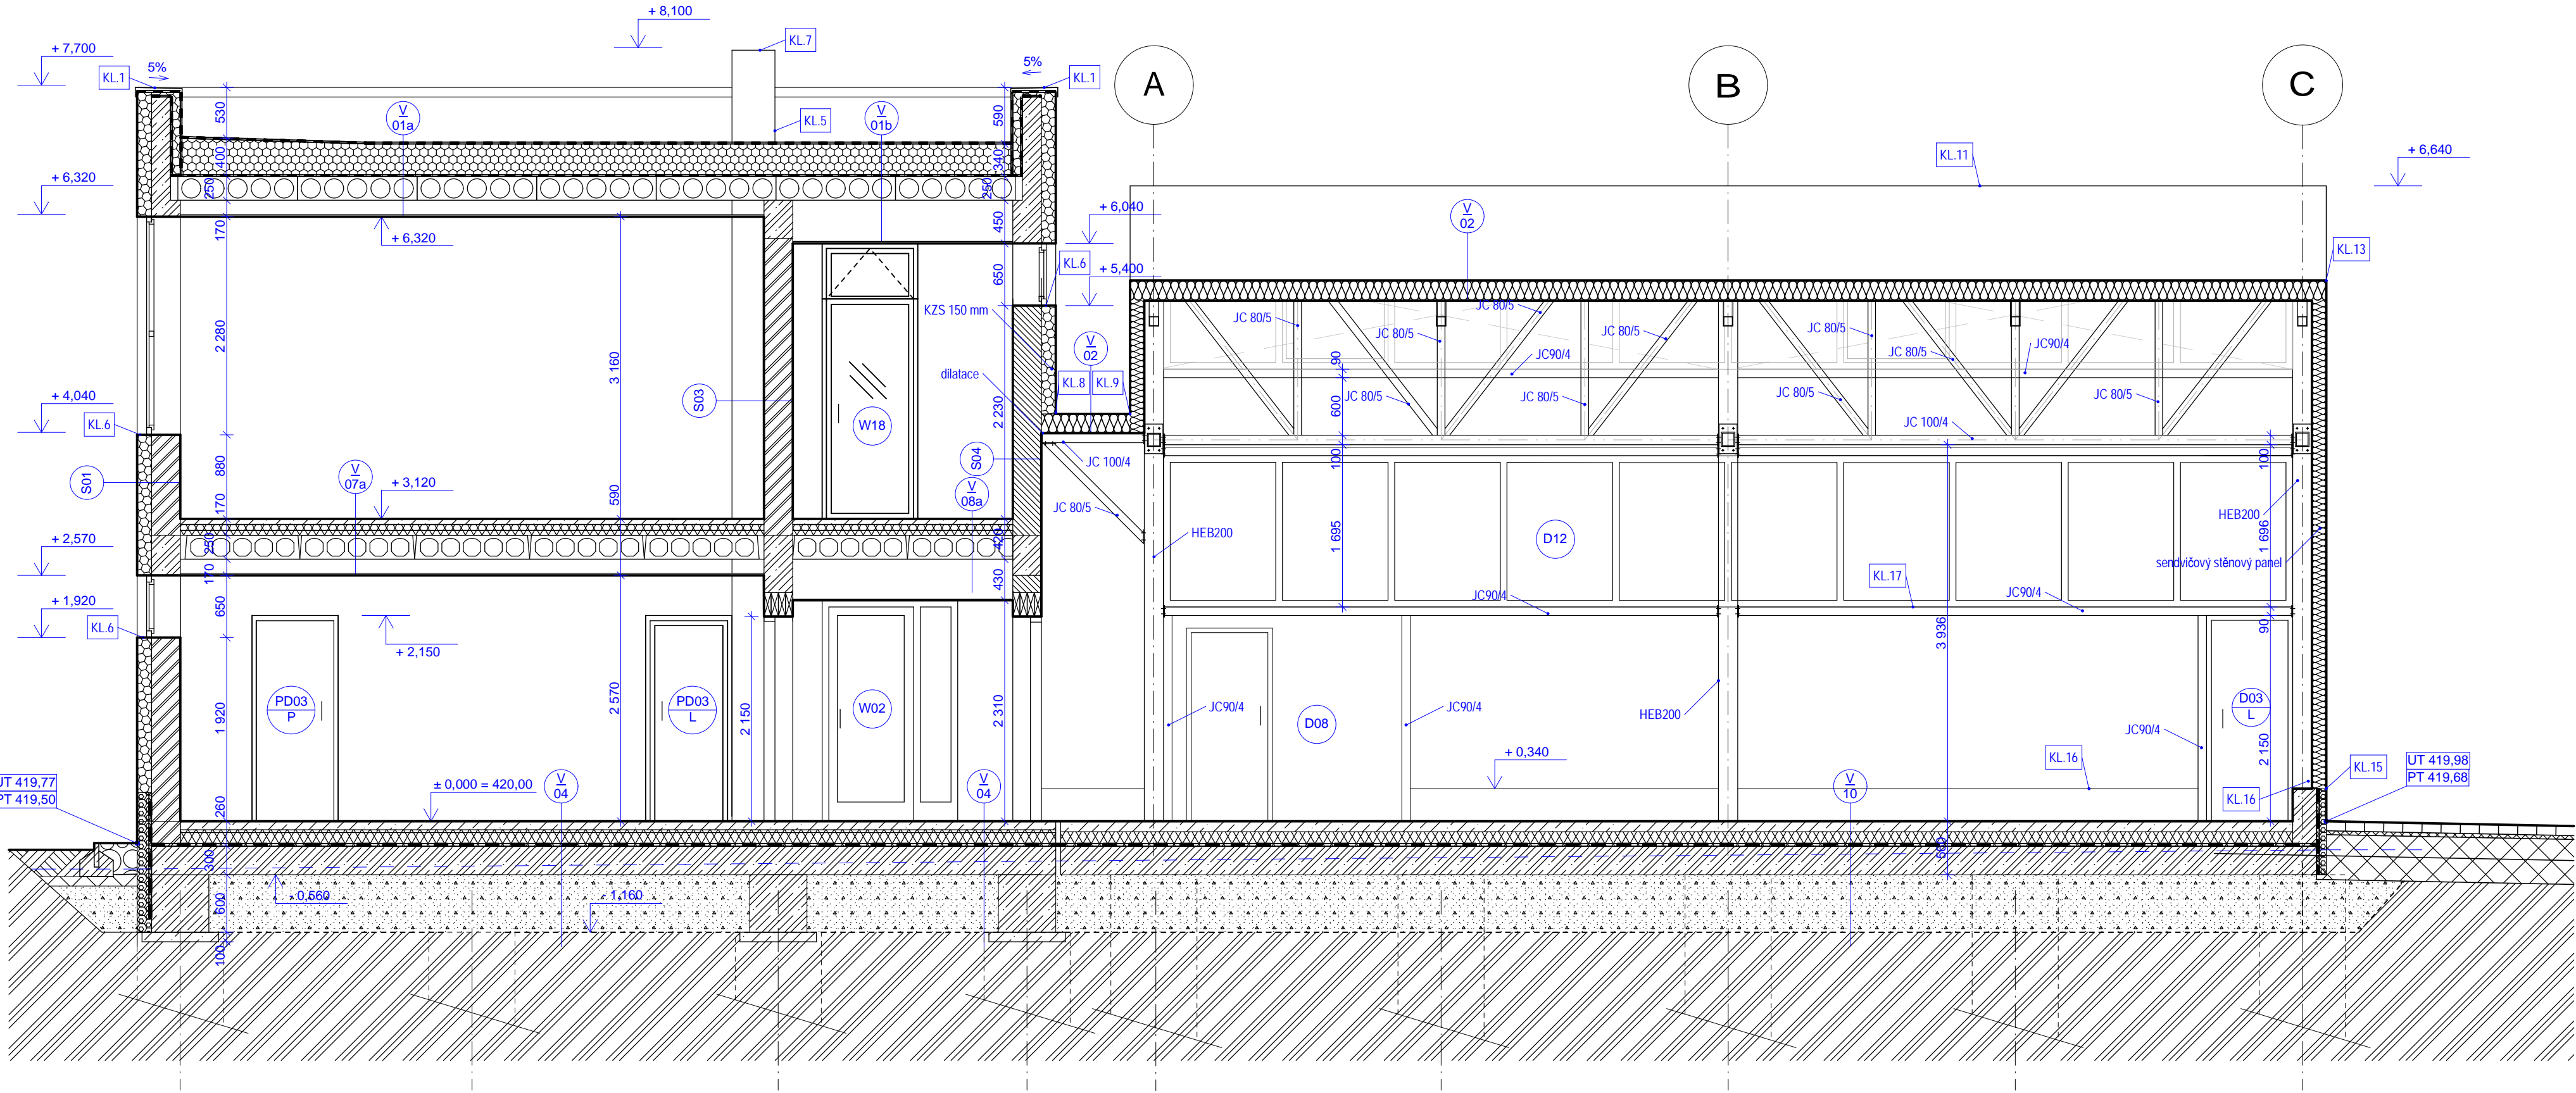 + 8,100
+ 7,700
KL.7
5%
5%
KL.1
KL.1
A
B
C
530
590
V
01a
V
01b
KL.5
400
340
KL.11
+ 6,640
+ 6,320
250
250
+ 6,040
V
02
170
450
+ 6,320
KL.13
KL.6
+ 5,400
650
KZS 150 mm
JC 80/5
JC 80/5
JC 80/5
JC 80/5
JC 80/5
JC 80/5
JC90/4
V
02
2 280
3 160
90
JC90/4
dilatace
KL.8
KL.9
S03
+ 4,040
JC 80/5
JC 80/5
JC 80/5
JC 80/5
600
2 230
KL.6
W18
JC 100/4
S04
JC 100/4
100
100
880
S01
V
07a
+ 3,120
V
08a
170
590
JC 80/5
HEB200
1 695
1 696
HEB200
D12
+ 2,570
250
420
sendvičový stěnový panel
170
430
KL.17
+ 1,920
650
JC90/4
JC90/4
KL.6
90
+ 2,150
3 936
PD03
P
PD03
L
W02
1 920
2 570
2 150
2 310
JC90/4
D08
JC90/4
HEB200
D03
L
JC90/4
2 150
+ 0,340
KL.16
KL.15
UT 419,98
PT 419,68
UT 419,77
PT 419,50
± 0,000 = 420,00
V
04
V
04
V
10
KL.16
260
300
560
- 0,560
- 1,160
600
100